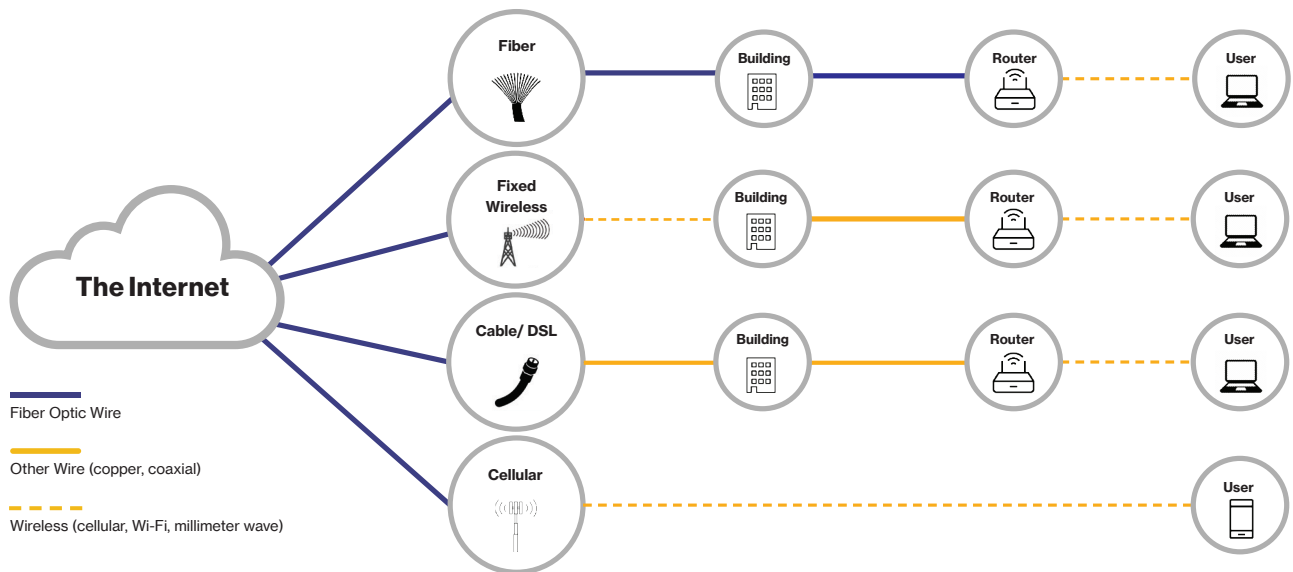 Fiber
Building
Router
User
Fixed
Wireless
Building
Router
User
The Internet
Cable/ DSL
Building
Router
User
Fiber Optic Wire
Other Wire (copper, coaxial)
Cellular
User
Wireless (cellular, Wi-Fi, millimeter wave)